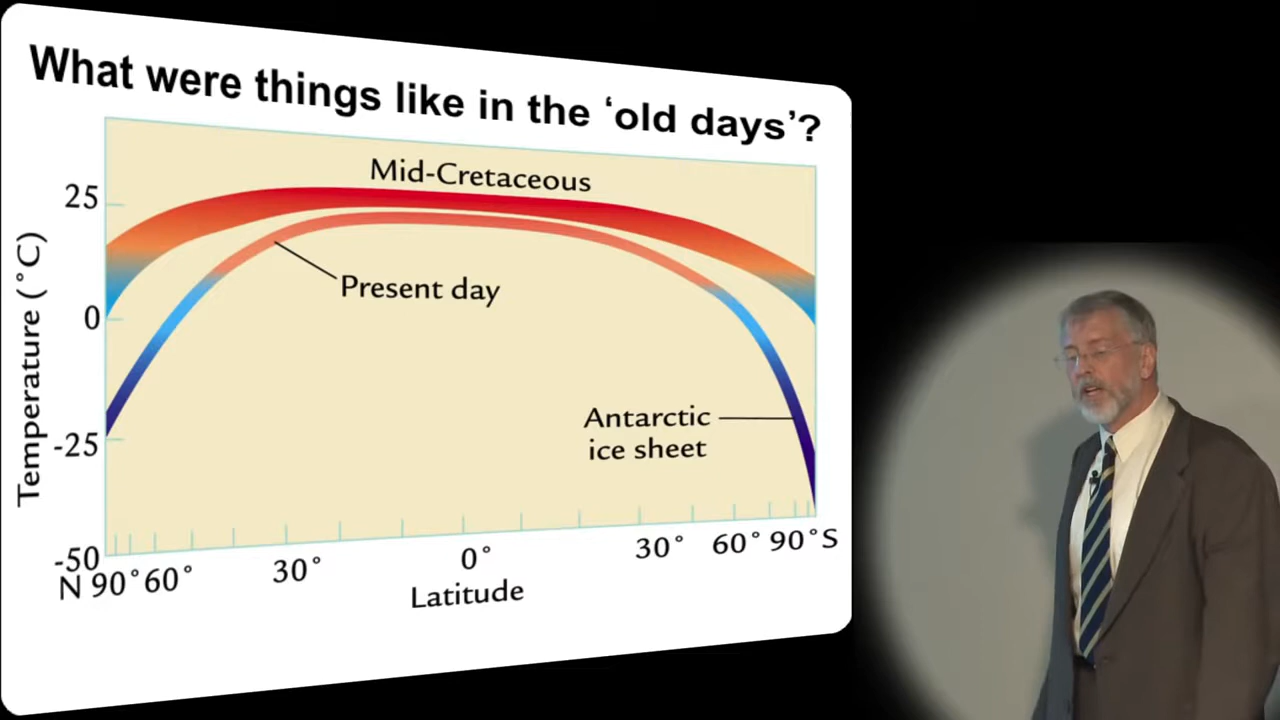 What were things like in the ‘old days’?
Mid-Cretaceous
25
Present day
0
Temperature (°C)
Antarctic
ice sheet
-25
-50
N 90° 60° 30° 0° 30° 60° 90° S
Latitude